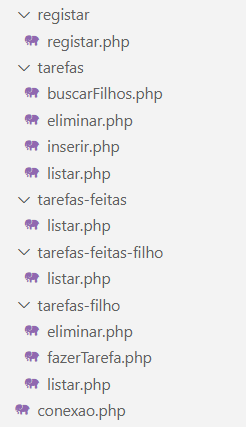 registar
registar.php
tarefas
buscarFilhos.php
eliminar.php
inserir.php
listar.php
tarefas-feitas
listar.php
tarefas-feitas-filho
listar.php
tarefas-filho
eliminar.php
fazerTarefa.php
listar.php
conexao.php